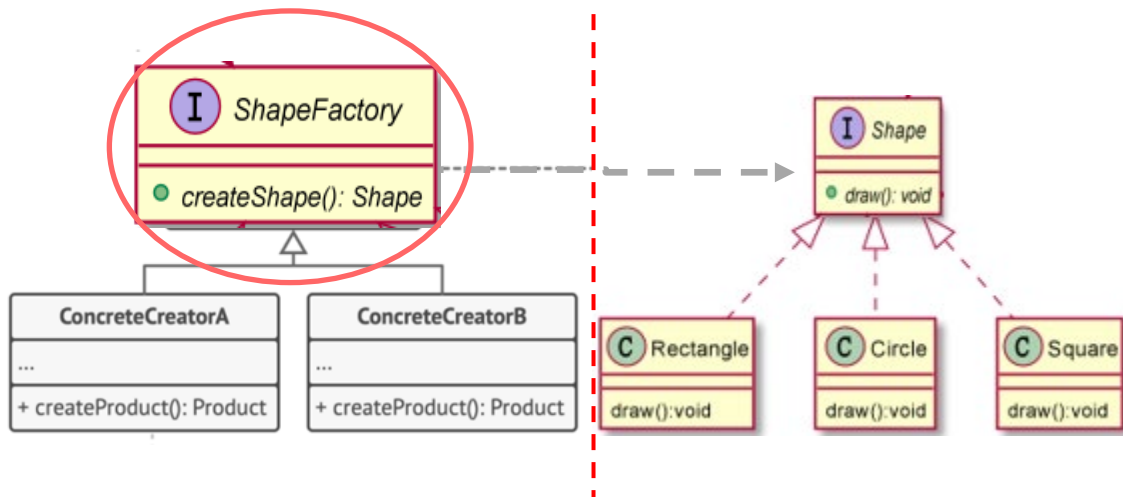 I ShapeFactory
createShape(): Shape
ConcreteCreatorA
...
+ createProduct(): Product
ConcreteCreatorB
...
+ createProduct(): Product
I Shape
draw(): void
C Rectangle
draw():void
C Circle
draw():void
C Square
draw():void